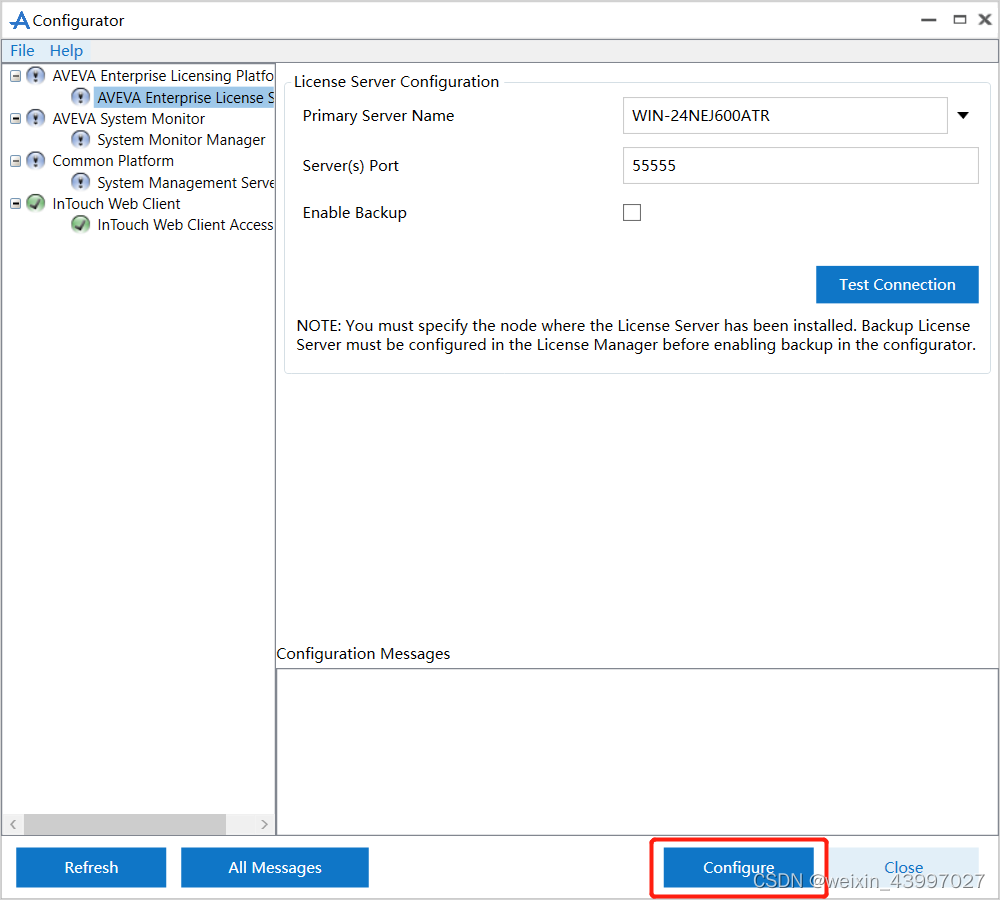 Configurator
File Help
AVEVA Enterprise Licensing Platfo
AVEVA Enterprise License S
AVEVA System Monitor
System Monitor Manager
Common Platform
System Management Serve
InTouch Web Client
InTouch Web Client Access
License Server Configuration
Primary Server Name
WIN-24NEJ600ATR
Server(s) Port
55555
Enable Backup
Test Connection
NOTE: You must specify the node where the License Server has been installed. Backup License
Server must be configured in the License Manager before enabling backup in the configurator.
Configuration Messages
Refresh
All Messages
Configure
Close
CSDN @weixin_43997027